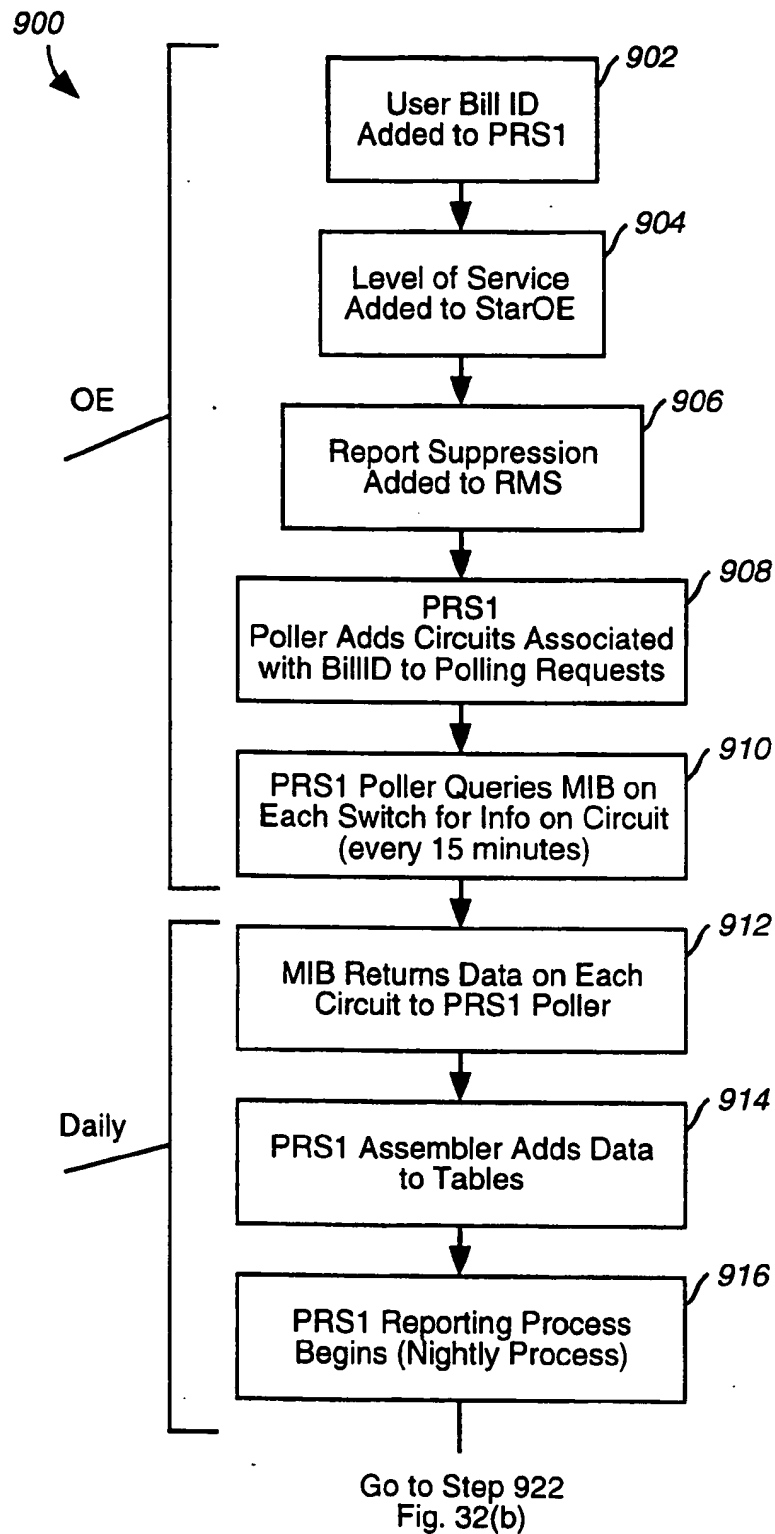 900
902
User Bill ID
Added to PRS1
904
Level of Service
Added to StarOE
OE
906
Report Suppression
Added to RMS
908
PRS1
Poller Adds Circuits Associated
with BillID to Polling Requests
910
PRS1 Poller Queries MIB on
Each Switch for Info on Circuit
(every 15 minutes)
912
MIB Returns Data on Each
Circuit to PRS1 Poller
Daily
914
PRS1 Assembler Adds Data
to Tables
916
PRS1 Reporting Process
Begins (Nightly Process)
Go to Step 922
Fig. 32(b)